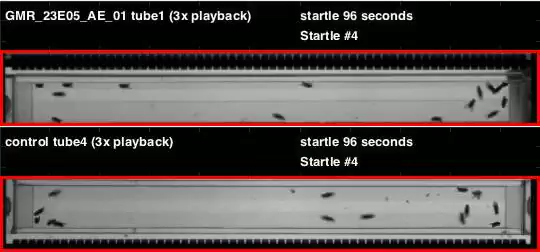 GMR_23E05_AE_01 tube1 (3x playback)
startle 96 seconds
Startle #4
control tube4 (3x playback)
startle 96 seconds
Startle #4